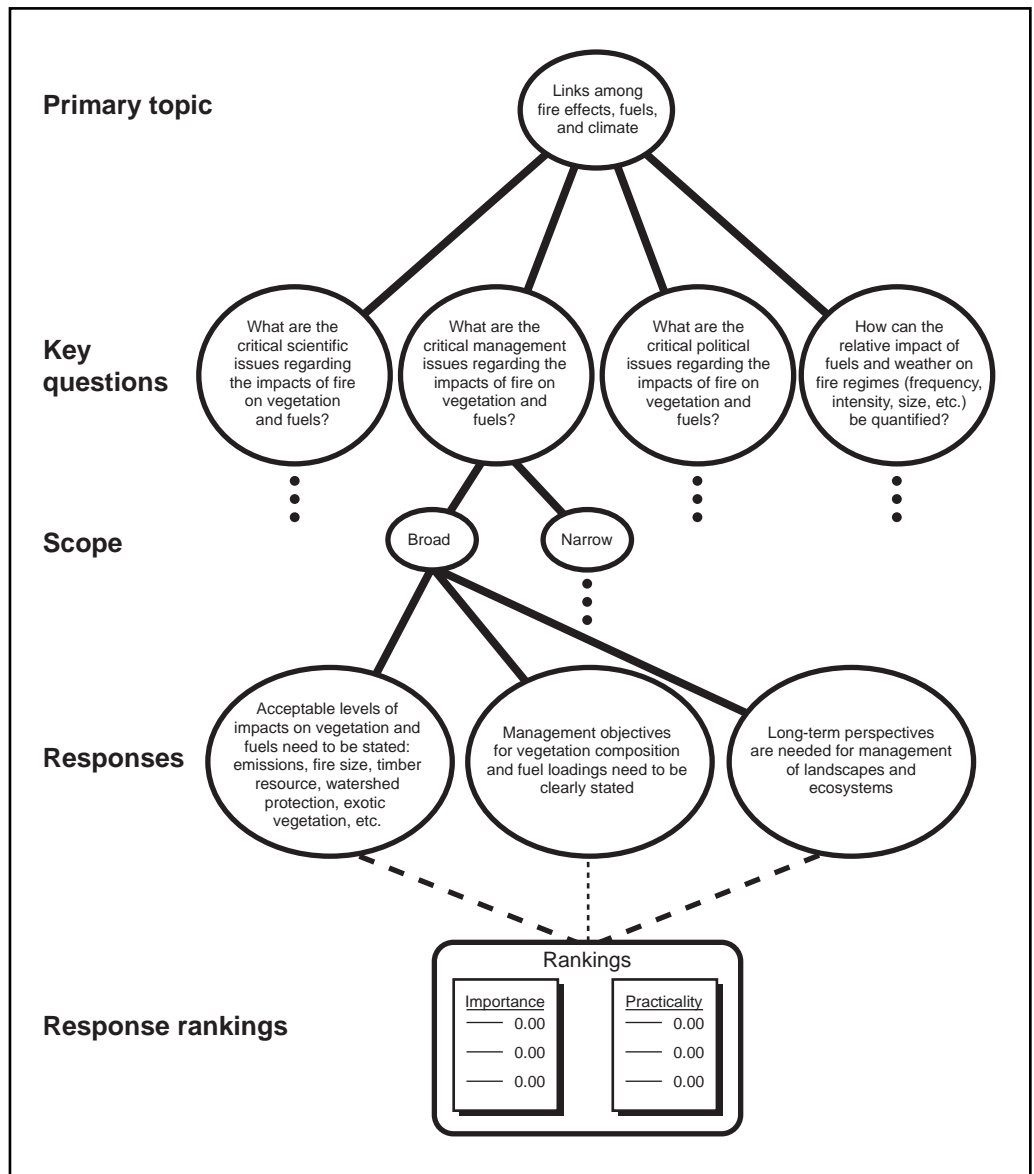 Primary topic
Links among
fire effects, fuels,
and climate
Key
questions
What are the
critical scientific
issues regarding
the impacts of fire
on vegetation
and fuels?
What are the
critical management
issues regarding the
impacts of fire on
vegetation and
fuels?
What are the
critical political
issues regarding the
impacts of fire on
vegetation and
fuels?
How can the
relative impact of
fuels and weather on
fire regimes (frequency,
intensity, size, etc.)
be quantified?
Scope
Broad
Narrow
Responses
Acceptable levels of
impacts on vegetation and
fuels need to be stated:
emissions, fire size, timber
resource, watershed
protection, exotic
vegetation, etc.
Management objectives
for vegetation composition
and fuel loadings need to be
clearly stated
Long-term perspectives
are needed for management
of landscapes and
ecosystems
Response rankings
Rankings
Importance
0.00
0.00
0.00
Practicality
0.00
0.00
0.00